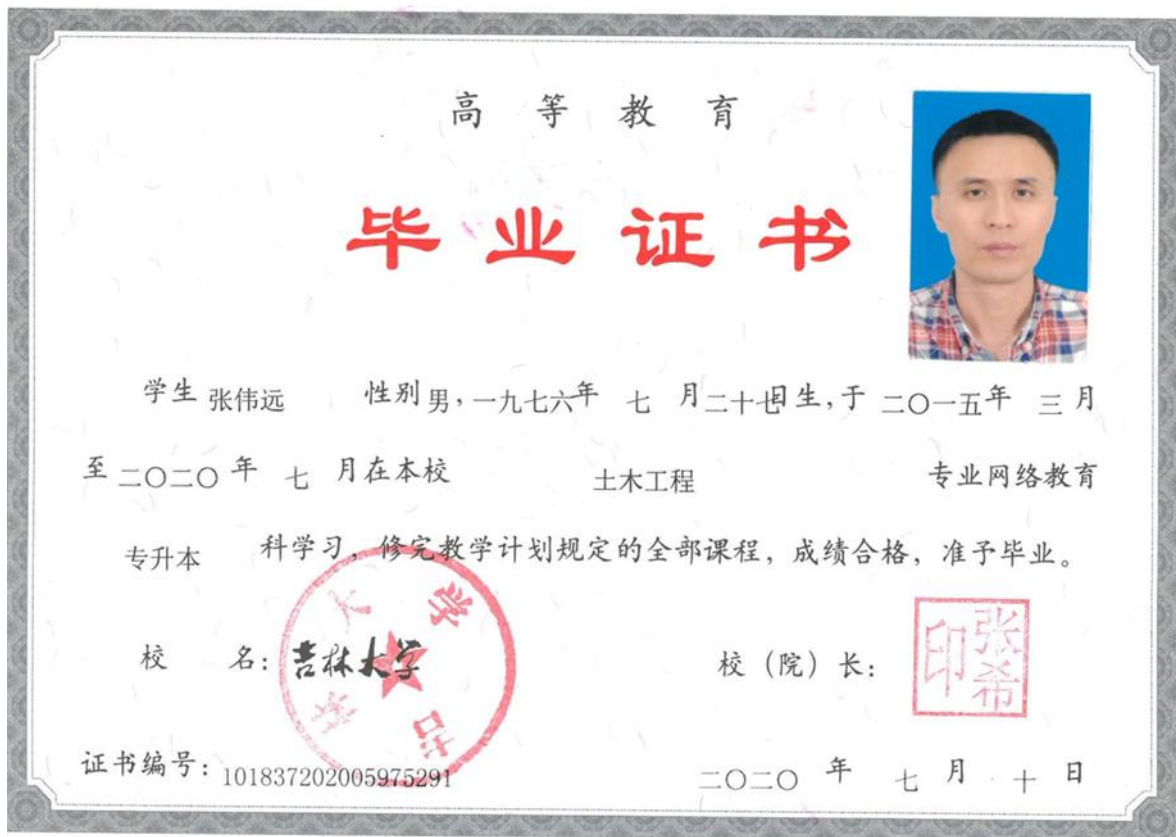 高等教育
毕业证书
学生 张伟远 性别 男，一九七六年 七 月二十七日生，于 二〇一五年 三 月
至 二〇二〇 年 七 月在本校 土木工程 专业网络教育
专升本 科学习，修完教学计划规定的全部课程，成绩合格，准予毕业。
校 名：吉林大学
吉林大学
校（院）长：
张希印
证书编号：101837202005975291
二〇二〇 年 七 月 十 日